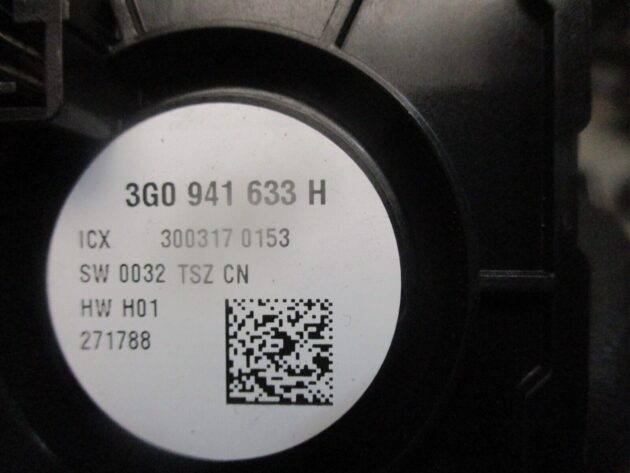 3G0 941 633 H
ICX 300317 0153
SW 0032 TSZ CN
HW H01
271788